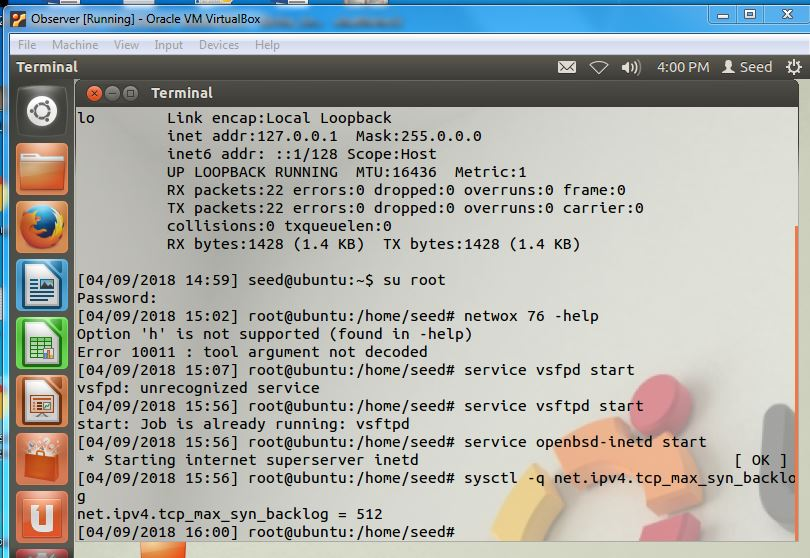 Observer [Running] - Oracle VM VirtualBox
File Machine View Input Devices Help
Terminal 4:00 PM Seed
Terminal
lo Link encap:Local Loopback
inet addr:127.0.0.1 Mask:255.0.0.0
inet6 addr: ::1/128 Scope:Host
UP LOOPBACK RUNNING MTU:16436 Metric:1
RX packets:22 errors:0 dropped:0 overruns:0 frame:0
TX packets:22 errors:0 dropped:0 overruns:0 carrier:0
collisions:0 txqueuelen:0
RX bytes:1428 (1.4 KB) TX bytes:1428 (1.4 KB)
[04/09/2018 14:59] seed@ubuntu:~$ su root
Password:
[04/09/2018 15:02] root@ubuntu:/home/seed# netwox 76 -help
Option 'h' is not supported (found in -help)
Error 10011 : tool argument not decoded
[04/09/2018 15:07] root@ubuntu:/home/seed# service vsfpd start
vsfpd: unrecognized service
[04/09/2018 15:56] root@ubuntu:/home/seed# service vsftpd start
start: Job is already running: vsftpd
[04/09/2018 15:56] root@ubuntu:/home/seed# service openbsd-inetd start
* Starting internet superserver inetd [ OK ]
[04/09/2018 15:56] root@ubuntu:/home/seed# sysctl -q net.ipv4.tcp_max_syn_backlo
g
net.ipv4.tcp_max_syn_backlog = 512
[04/09/2018 16:00] root@ubuntu:/home/seed#